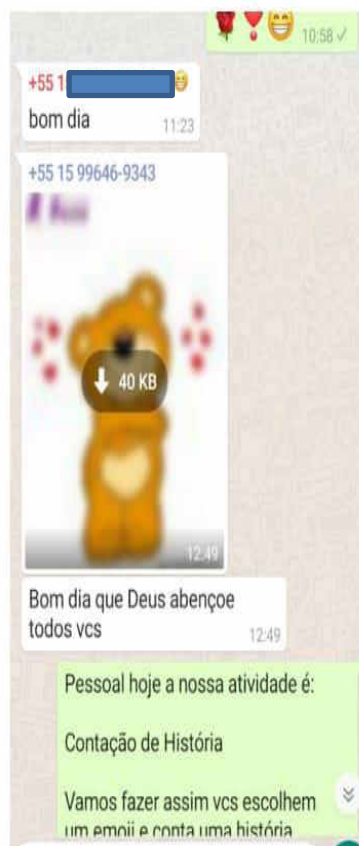 10:58
+55 1
bom dia
11:23
+55 15 99646-9343
40 KB
12:49
Bom dia que Deus abençoe
todos vcs
12:49
Pessoal hoje a nossa atividade é:
Contação de História
Vamos fazer assim vcs escolhem
um emoji e conta uma história